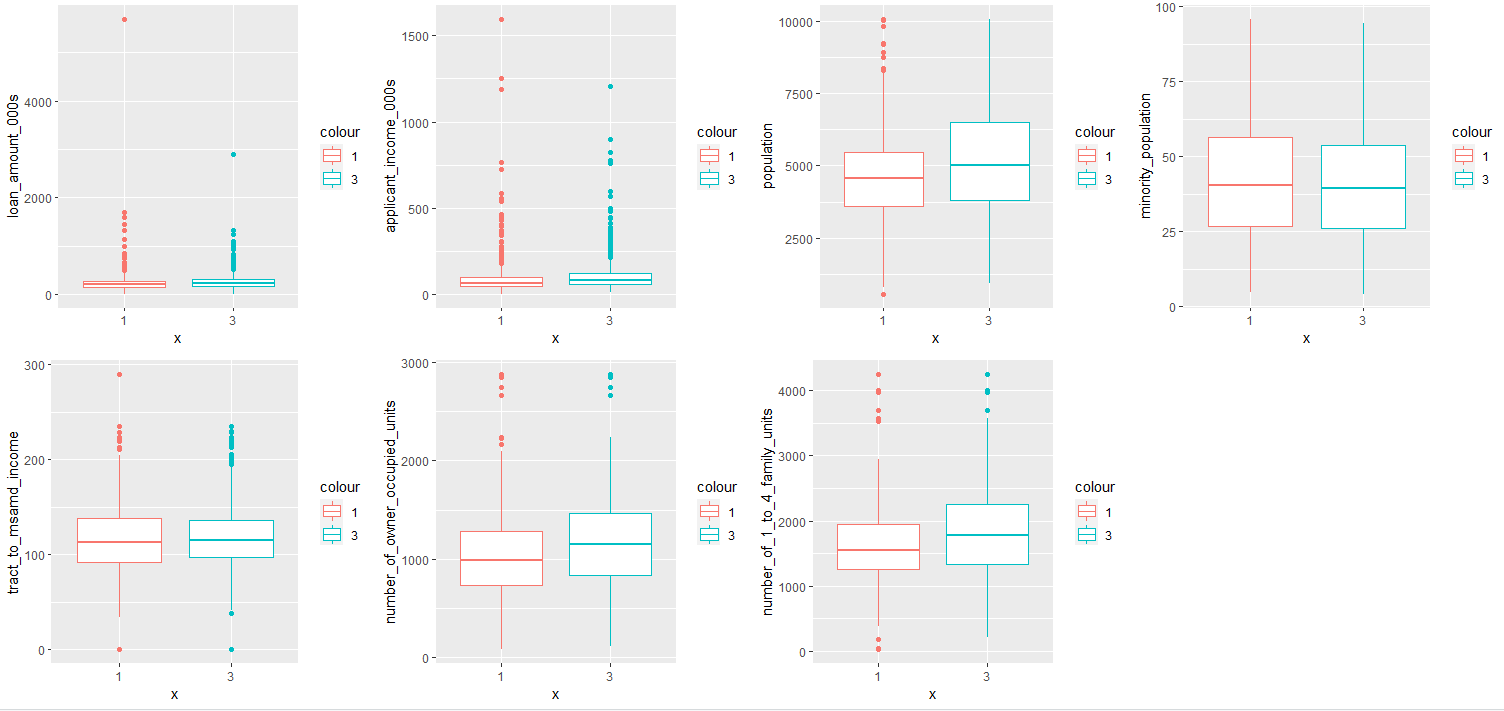 loan_amount_000s
4000
2000
0
1
3
x
colour
1
3
applicant_income_000s
1500
1000
500
0
1
3
x
colour
1
3
population
10000
7500
5000
2500
1
3
x
colour
1
3
minority_population
100
75
50
25
0
1
3
x
colour
1
3
tract_to_msamd_income
300
200
100
0
1
3
x
colour
1
3
number_of_owner_occupied_units
3000
2000
1000
0
1
3
x
colour
1
3
number_of_1_to_4_family_units
4000
3000
2000
1000
0
1
3
x
colour
1
3